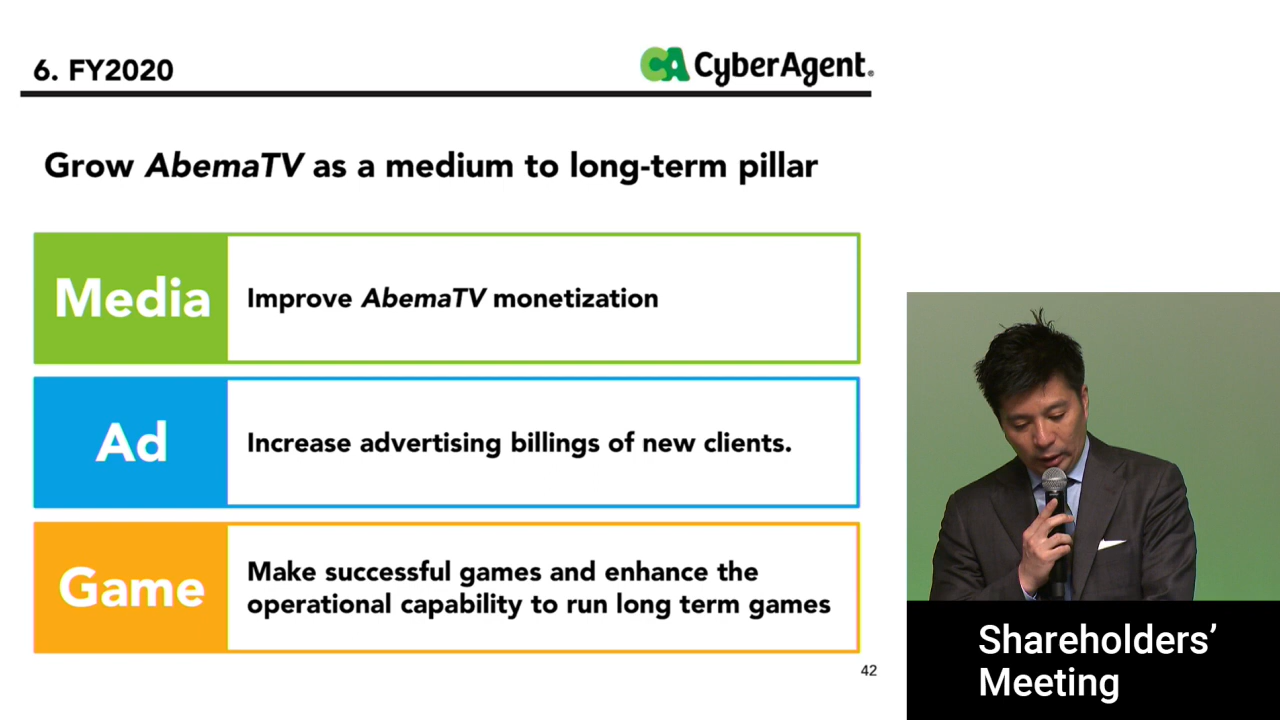 6. FY2020
CA CyberAgent®
Grow AbemaTV as a medium to long-term pillar
Media
Improve AbemaTV monetization
Ad
Increase advertising billings of new clients.
Game
Make successful games and enhance the
operational capability to run long term games
42
Shareholders’
Meeting